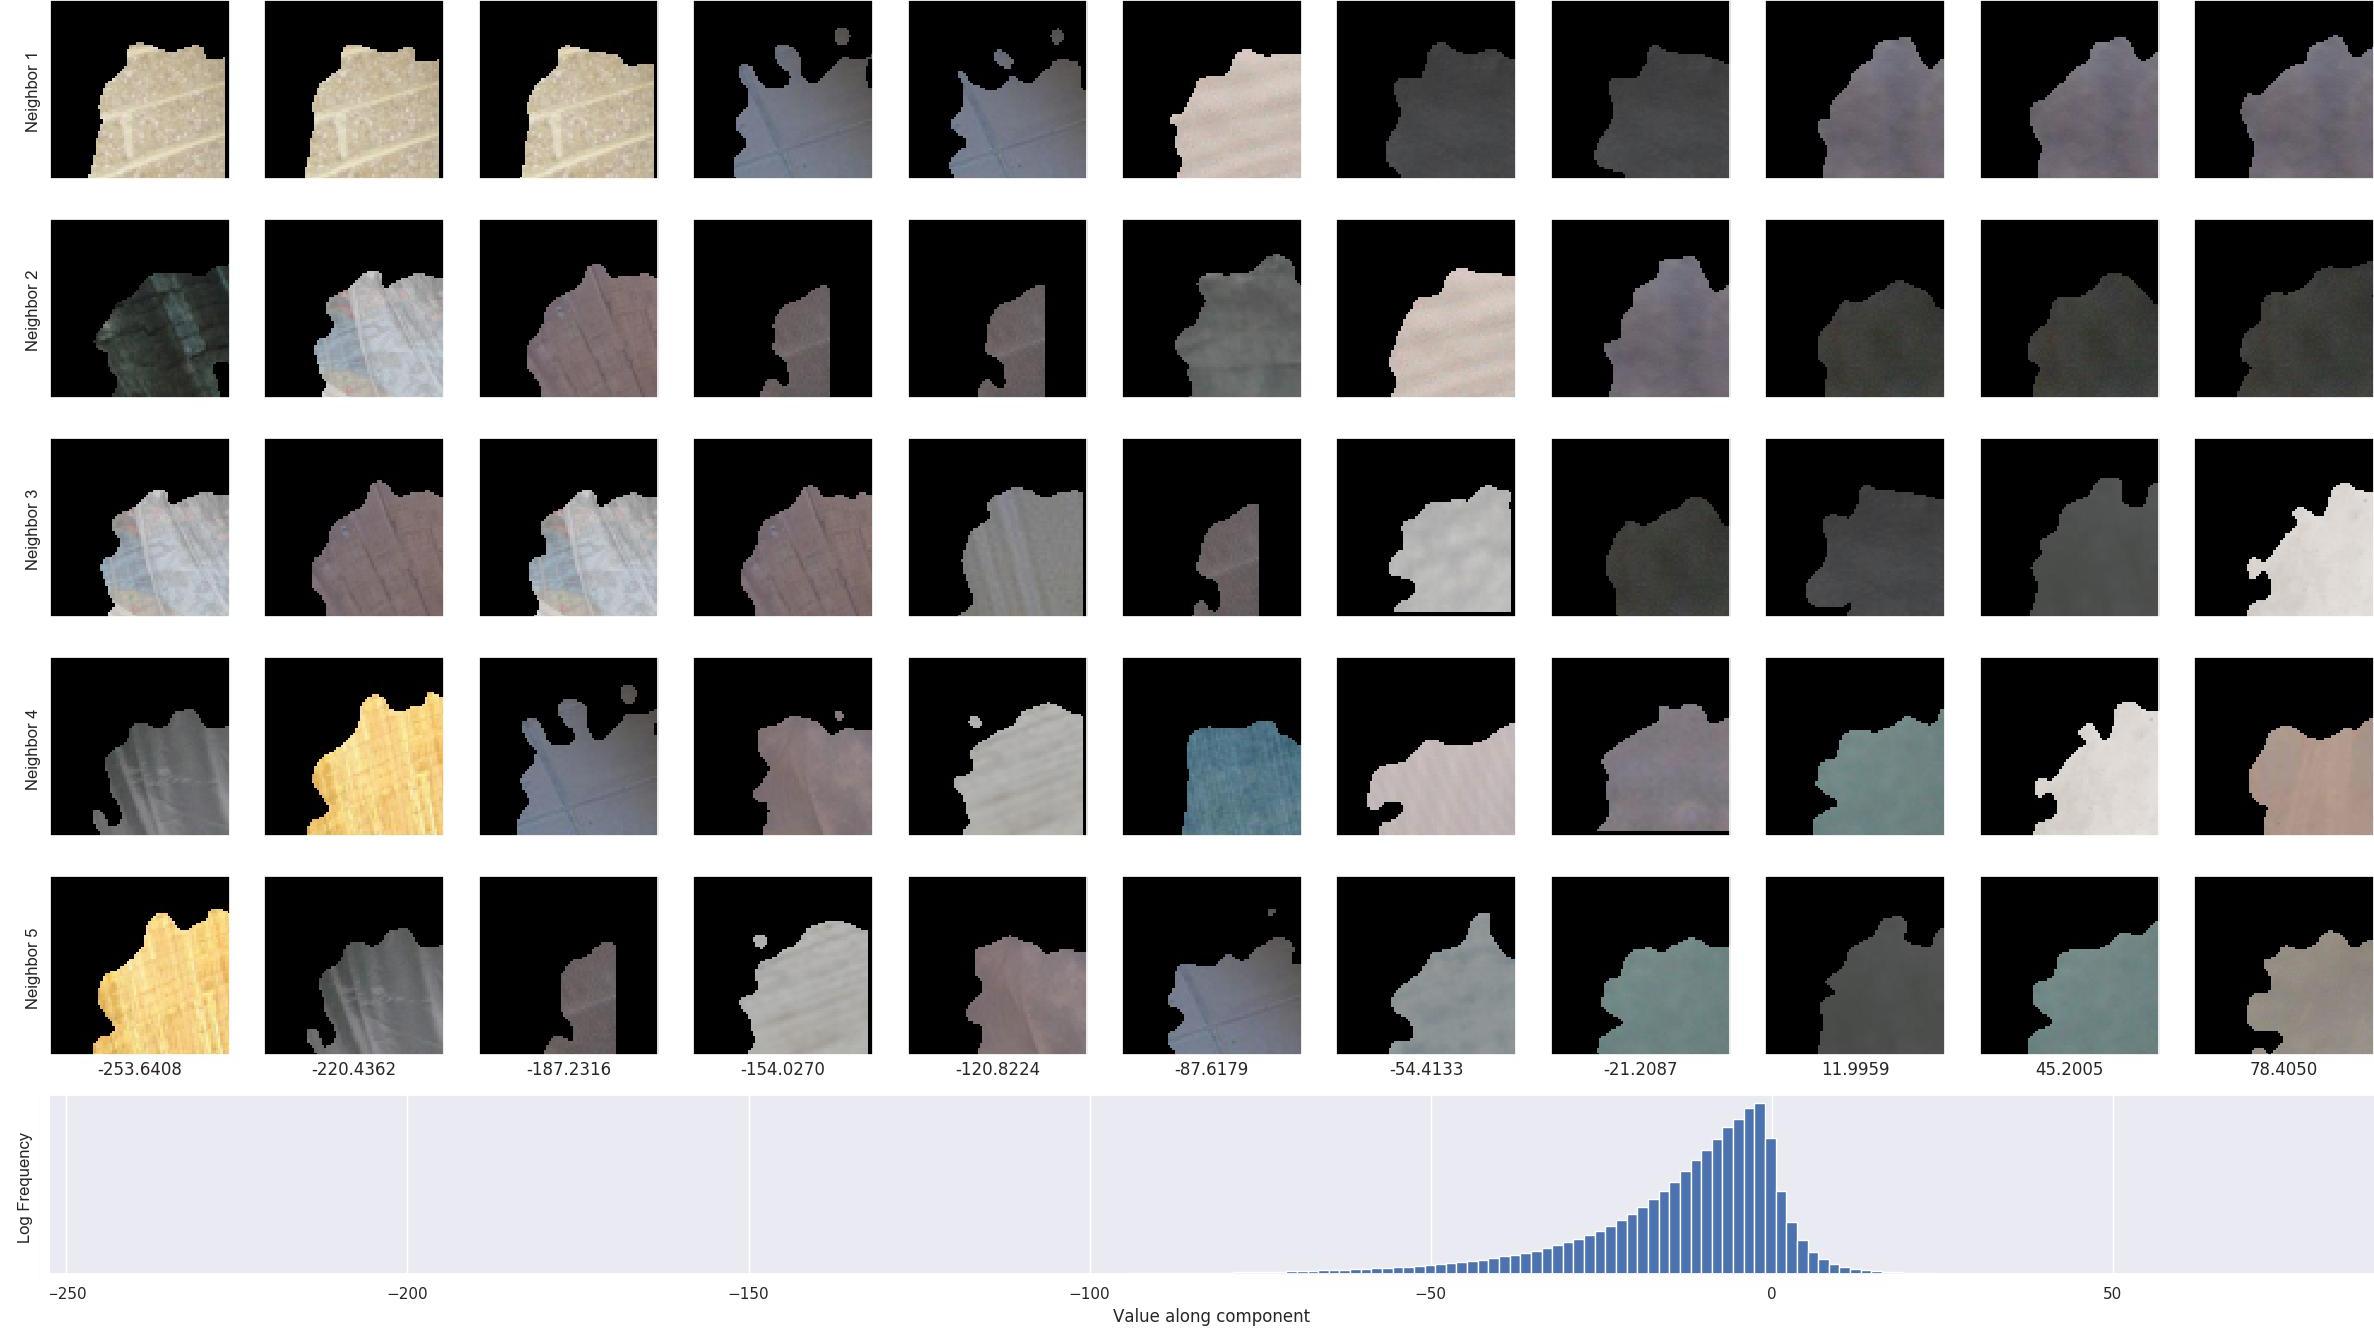 Neighbor 1
Neighbor 2
Neighbor 3
Neighbor 4
Neighbor 5
-253.6408 -220.4362 -187.2316 -154.0270 -120.8224 -87.6179 -54.4133 -21.2087 11.9959 45.2005 78.4050
Log Frequency
−250 −200 −150 −100 −50 0 50
Value along component